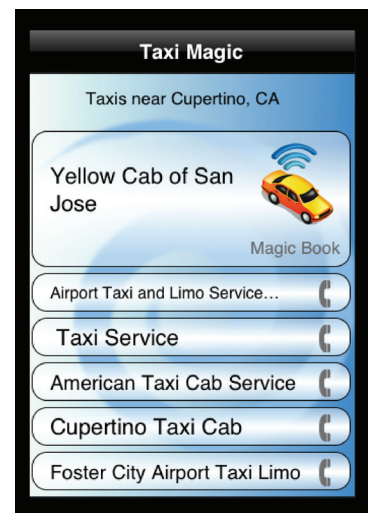 Taxi Magic
Taxis near Cupertino, CA
Yellow Cab of San
Jose
Magic Book
Airport Taxi and Limo Service...
Taxi Service
American Taxi Cab Service
Cupertino Taxi Cab
Foster City Airport Taxi Limo